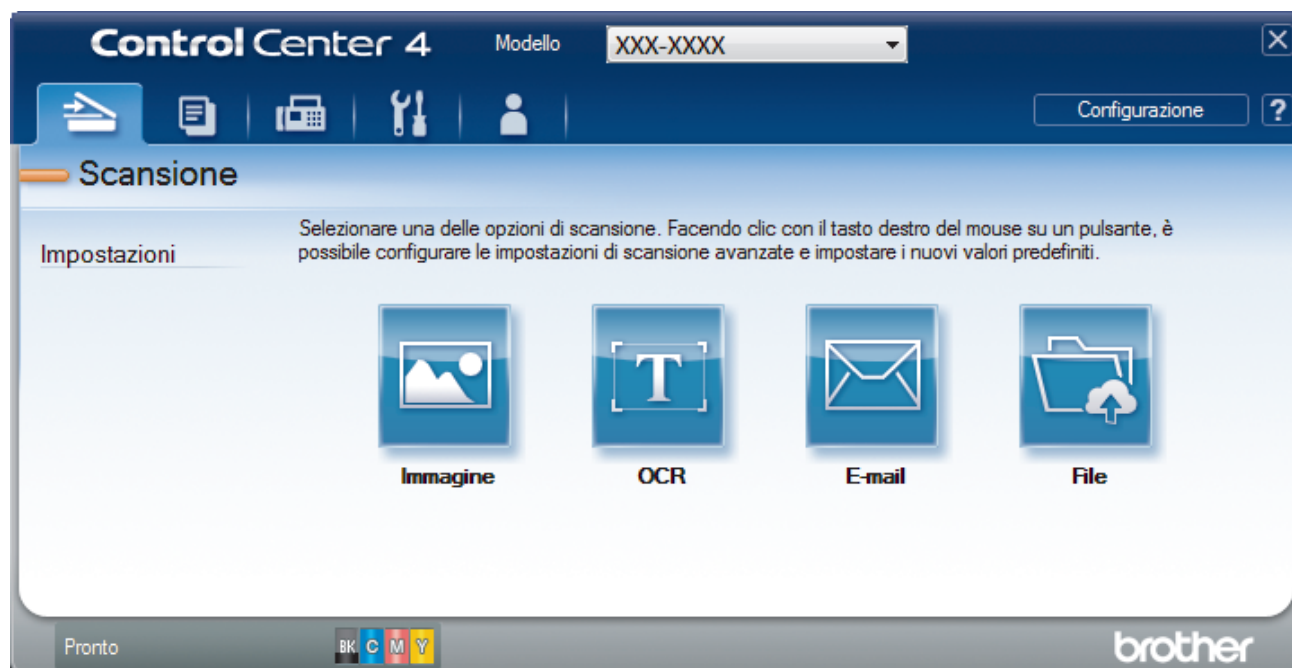 Control Center 4 Modello XXX-XXXX
Configurazione ?
Scansione
Impostazioni
Selezionare una delle opzioni di scansione. Facendo clic con il tasto destro del mouse su un pulsante, è
possibile configurare le impostazioni di scansione avanzate e impostare i nuovi valori predefiniti.
T
Immagine OCR E-mail File
Pronto BK C M Y brother